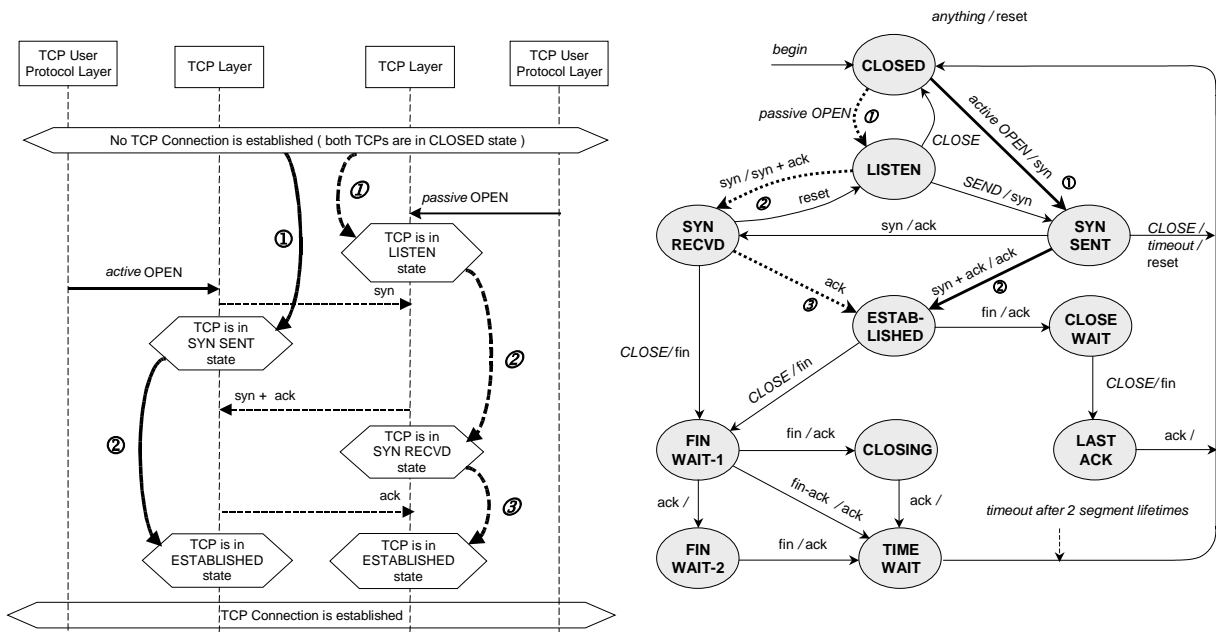 TCP User
Protocol Layer
TCP Layer
TCP Layer
TCP User
Protocol Layer
No TCP Connection is established ( both TCPs are in CLOSED state )
①
passive OPEN
①
TCP is in
LISTEN
state
active OPEN
syn
TCP is in
SYN SENT
state
②
syn + ack
②
TCP is in
SYN RECVD
state
③
ack
TCP is in
ESTABLISHED
state
TCP is in
ESTABLISHED
state
TCP Connection is established
anything / reset
begin
CLOSED
passive OPEN
①
CLOSE
active OPEN / syn
①
LISTEN
syn / syn + ack
②
reset
SEND / syn
SYN
RECVD
syn / ack
SYN
SENT
CLOSE /
timeout /
reset
ack
③
syn + ack / ack
②
ESTAB-
LISHED
fin / ack
CLOSE
WAIT
CLOSE/ fin
CLOSE / fin
CLOSE/ fin
FIN
WAIT-1
fin / ack
CLOSING
LAST
ACK
ack /
ack /
fin-ack / ack
ack /
timeout after 2 segment lifetimes
FIN
WAIT-2
fin / ack
TIME
WAIT